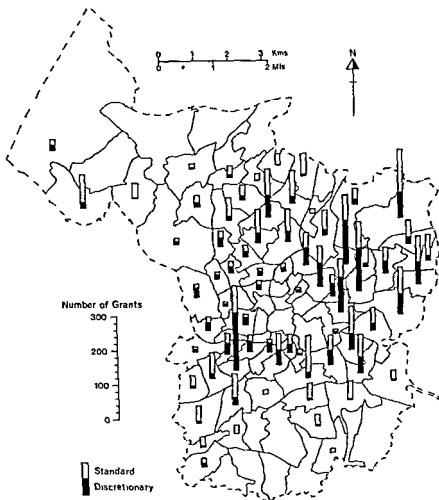 0 1 2 3 Kms
0 1 2 Mls
N
Number of Grants
300
200
100
0
Standard
Discretionary